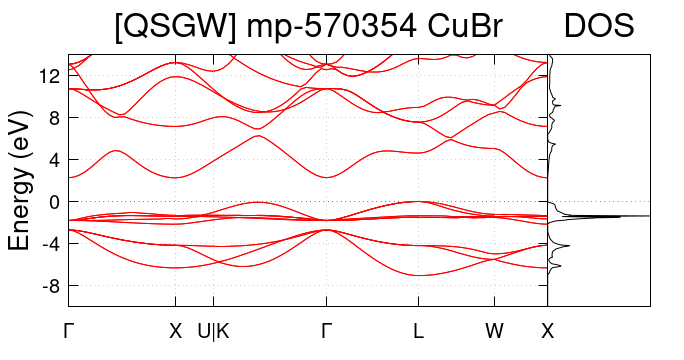 [QSGW] mp-570354 CuBr DOS
Energy (eV)
12
8
4
0
-4
-8
Γ X U|K Γ L W X